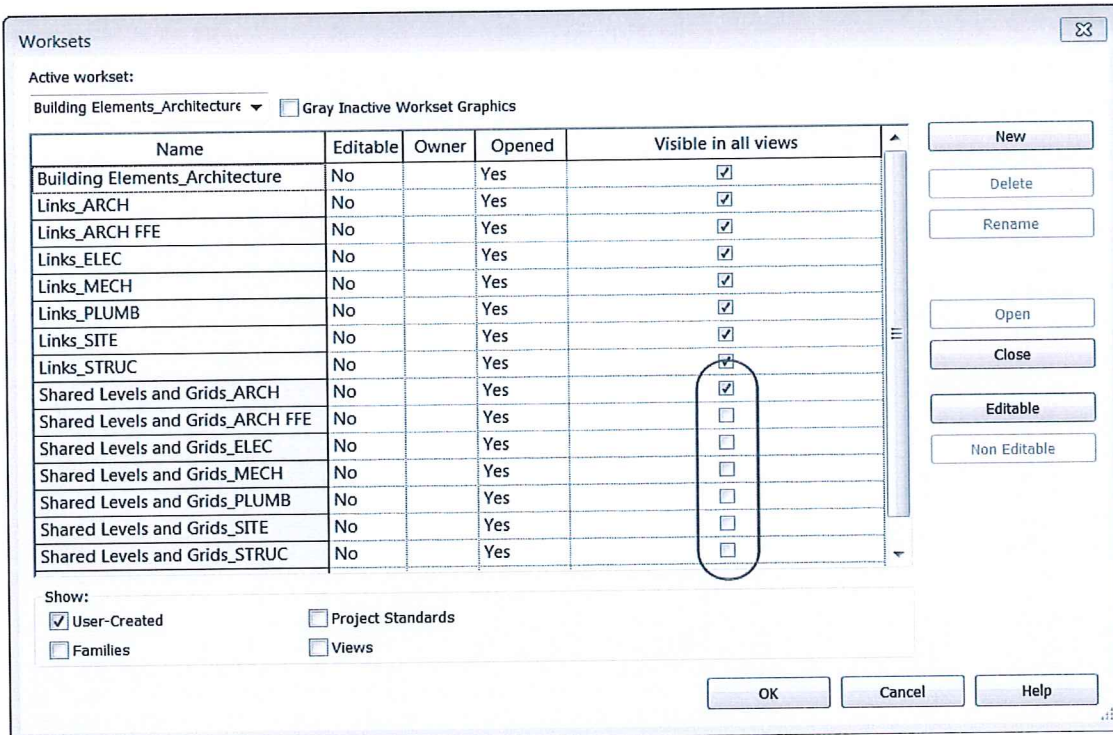 Worksets
Active workset:
Building Elements_Architecture Gray Inactive Workset Graphics
Name Editable Owner Opened Visible in all views
Building Elements_Architecture No Yes
Links_ARCH No Yes
Links_ARCH FFE No Yes
Links_ELEC No Yes
Links_MECH No Yes
Links_PLUMB No Yes
Links_SITE No Yes
Links_STRUC No Yes
Shared Levels and Grids_ARCH No Yes
Shared Levels and Grids_ARCH FFE No Yes
Shared Levels and Grids_ELEC No Yes
Shared Levels and Grids_MECH No Yes
Shared Levels and Grids_PLUMB No Yes
Shared Levels and Grids_SITE No Yes
Shared Levels and Grids_STRUC No Yes
New
Delete
Rename
Open
Close
Editable
Non Editable
Show:
User-Created Project Standards
Families Views
OK Cancel Help